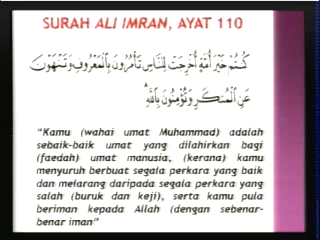 SURAH ALI IMRAN, AYAT 110
كُنتُمْ خَيْرَ أُمَّةٍ أُخْرِجَتْ لِلنَّاسِ تَأْمُرُونَ بِالْمَعْرُوفِ وَتَنْهَوْنَ
عَنِ الْمُنكَرِ وَتُؤْمِنُونَ بِاللَّهِ ۗ
"Kamu (wahai umat Muhammad) adalah
sebaik-baik umat yang dilahirkan bagi
(faedah) umat manusia, (kerana) kamu
menyuruh berbuat segala perkara yang baik
dan melarang daripada segala perkara yang
salah (buruk dan keji), serta kamu pula
beriman kepada Allah (dengan sebenar-
benar iman"